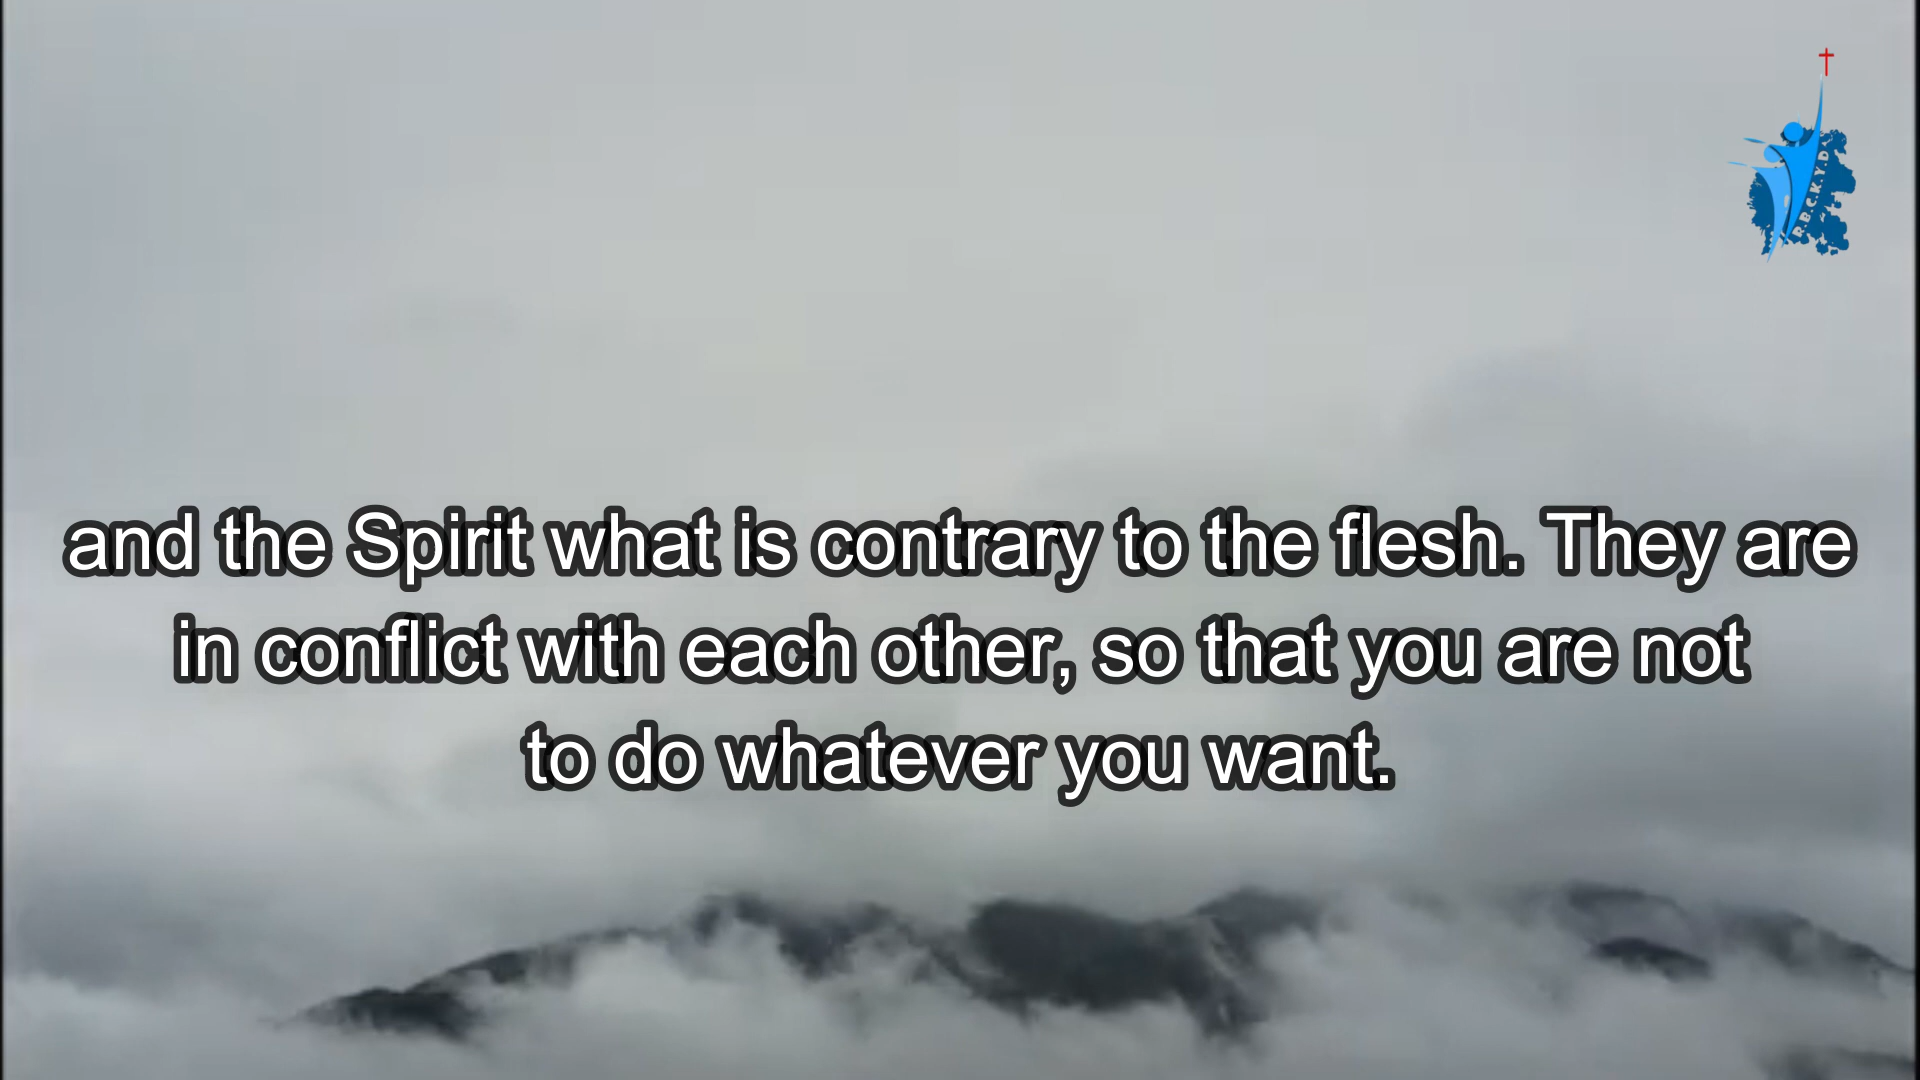 and the Spirit what is contrary to the flesh. They are
in conflict with each other, so that you are not
to do whatever you want.